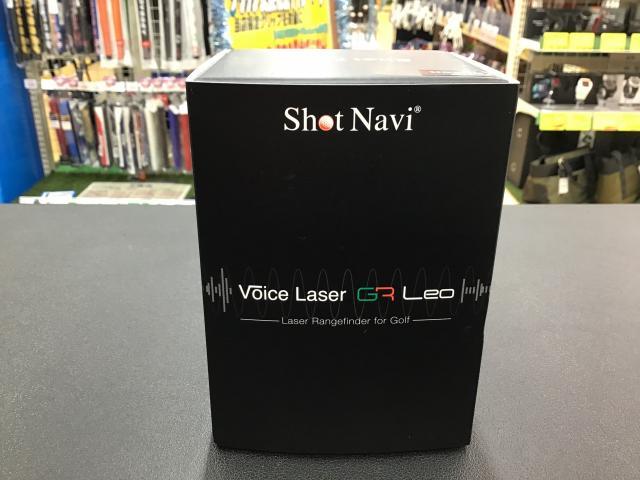 Shot Navi®
Voice Laser GR Leo
Laser Rangefinder for Golf